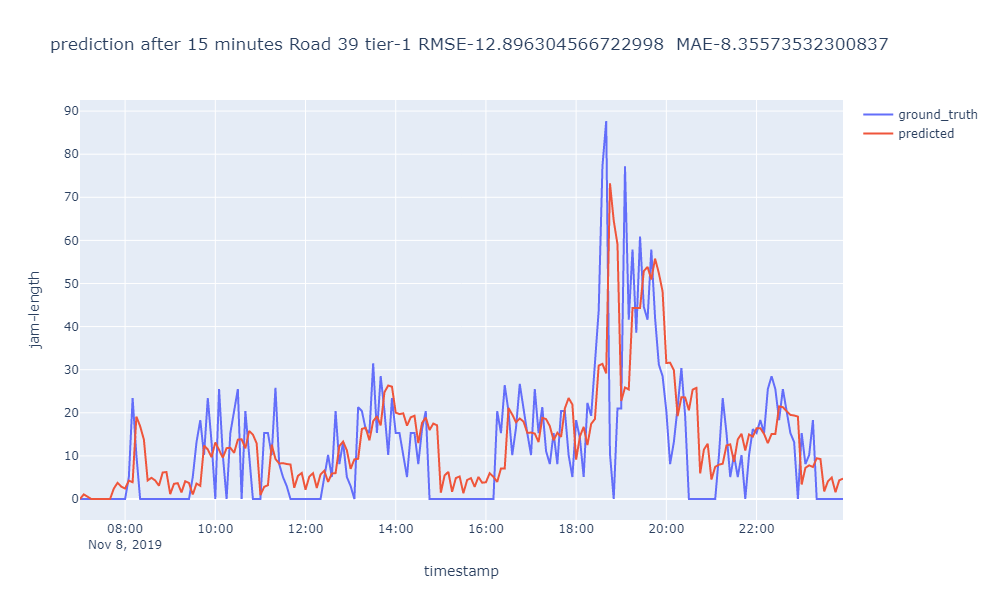 prediction after 15 minutes Road 39 tier-1 RMSE-12.896304566722998  MAE-8.35573532300837
ground_truth
predicted
90
80
70
60
50
40
30
20
10
0
jam-length
08:00 10:00 12:00 14:00 16:00 18:00 20:00 22:00
Nov 8, 2019
timestamp